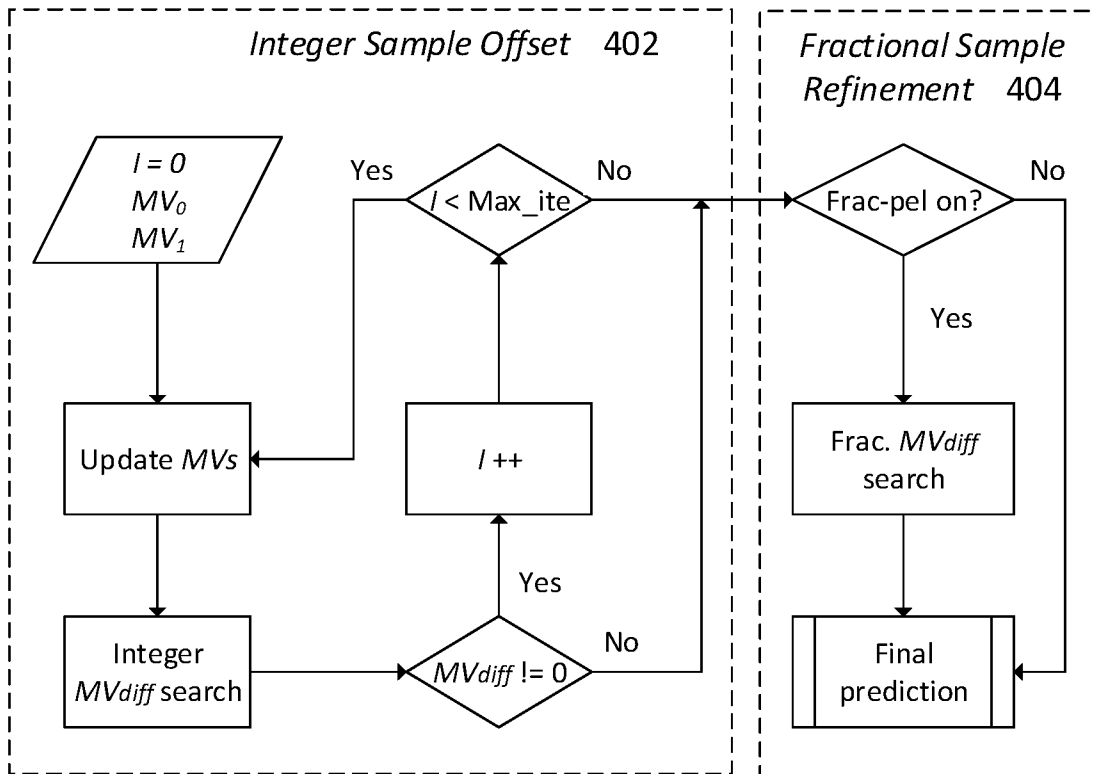 Integer Sample Offset 402
Fractional Sample
Refinement 404
I = 0
MV0
MV1
Yes
I < Max_ite
No
Frac-pel on?
No
Yes
Update MVs
I ++
Frac. MVdiff
search
Yes
Integer
MVdiff search
MVdiff != 0
No
Final
prediction